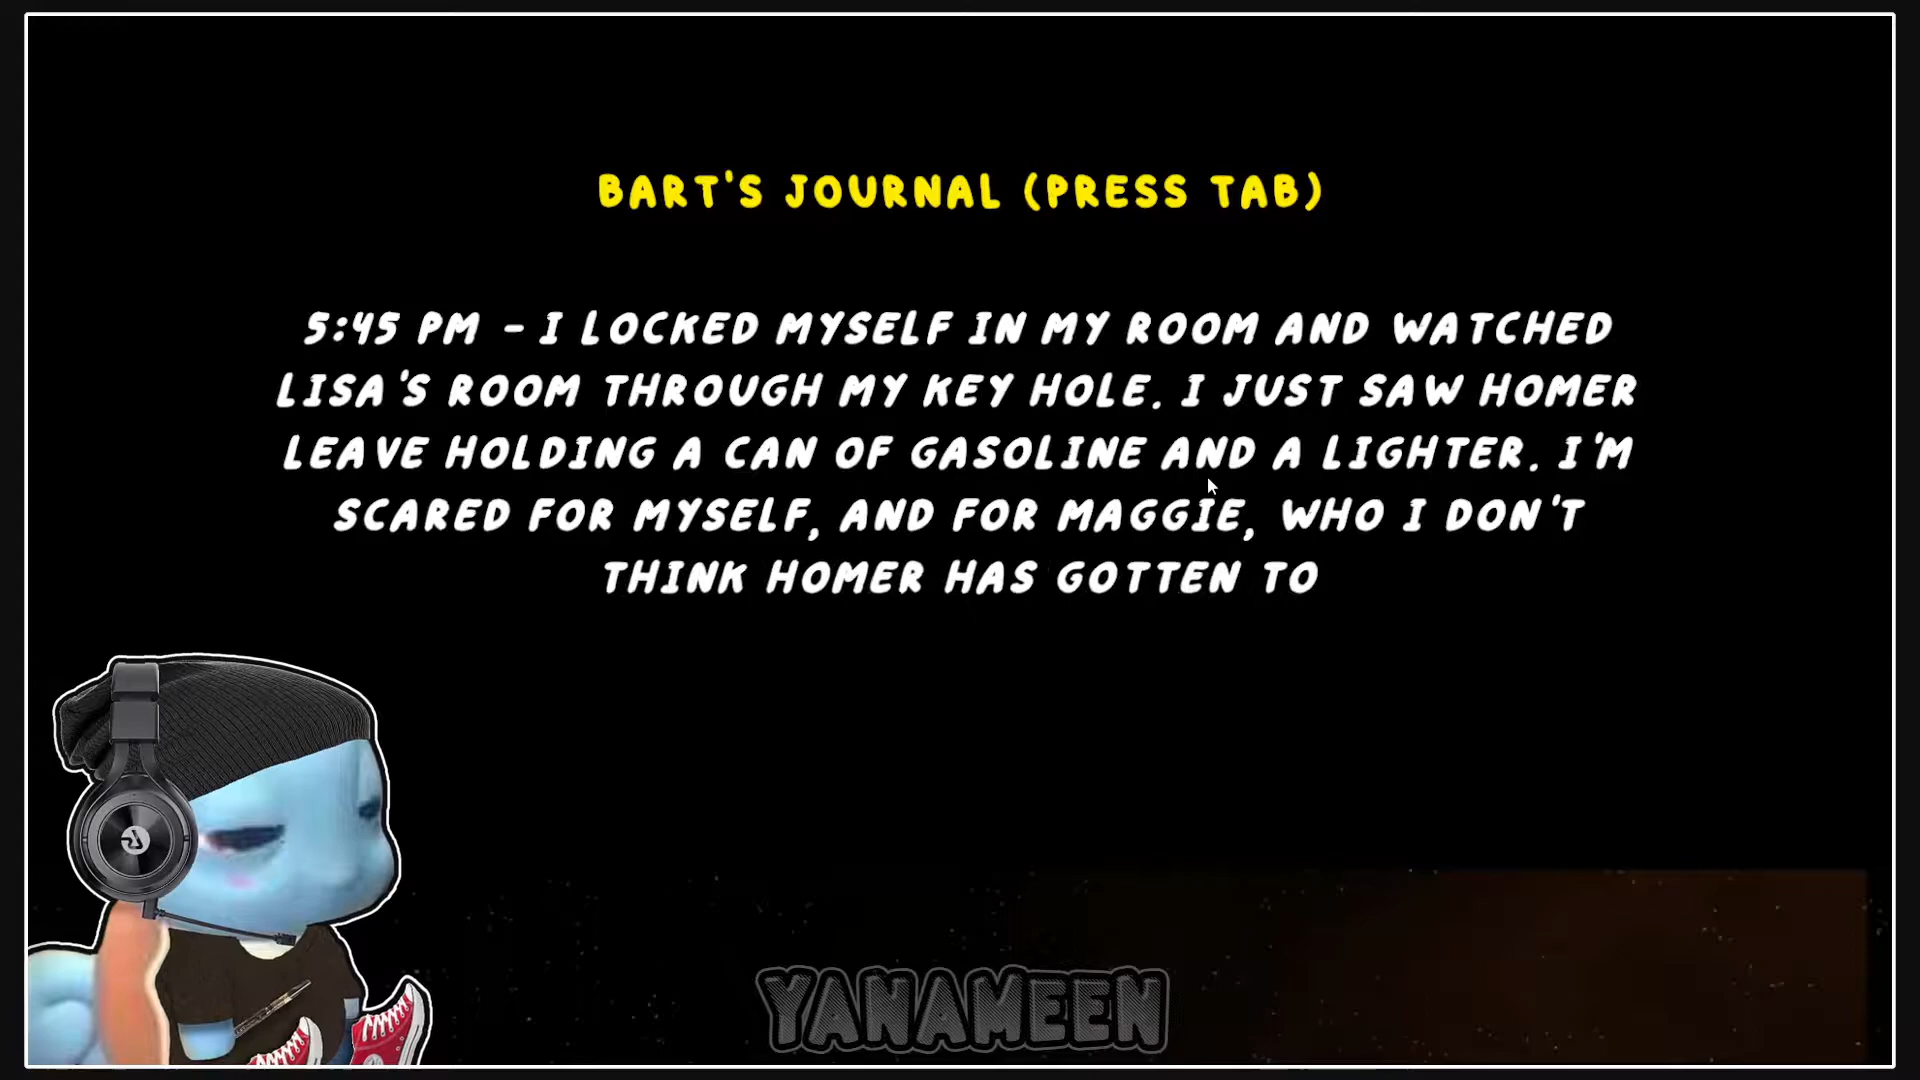 BART'S JOURNAL (PRESS TAB)
5:45 PM - I LOCKED MYSELF IN MY ROOM AND WATCHED
LISA'S ROOM THROUGH MY KEY HOLE. I JUST SAW HOMER
LEAVE HOLDING A CAN OF GASOLINE AND A LIGHTER. I'M
SCARED FOR MYSELF, AND FOR MAGGIE, WHO I DON'T
THINK HOMER HAS GOTTEN TO
YANAMEEN